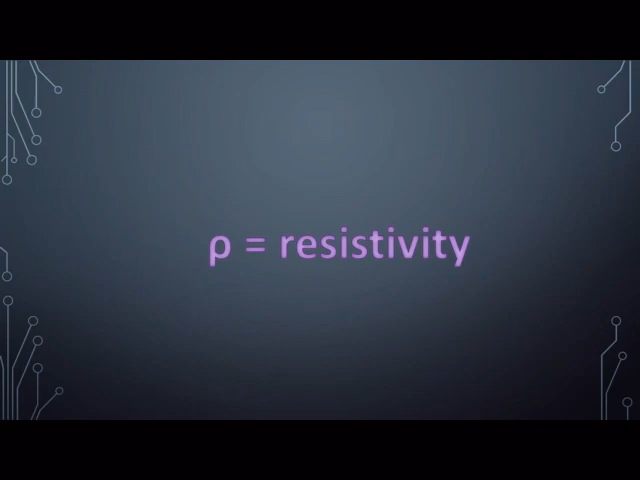 ρ = resistivity